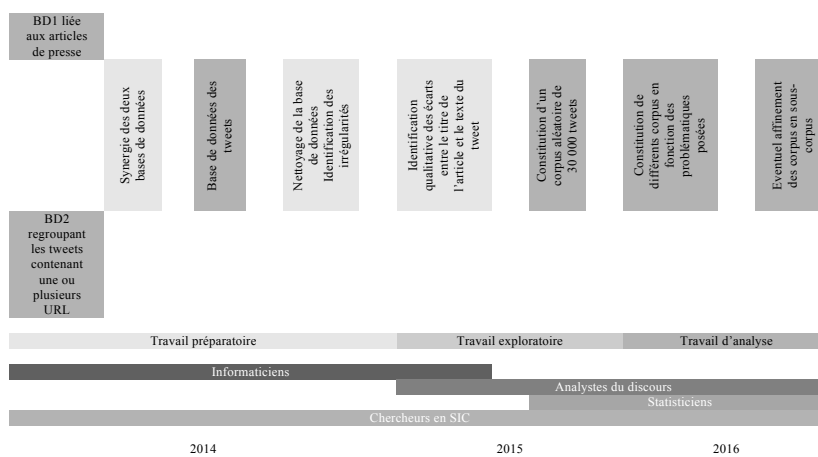 BD1 liée
aux articles
de presse
Synergie des deux
bases de données
Base de données des
tweets
Nettoyage de la base
de données
Identification des
irrégularités
Identification
qualitative des écarts
entre le titre de
l’article et le texte du
tweet
Constitution d’un
corpus aléatoire de
30 000 tweets
Constitution de
différents corpus en
fonction des
problématiques
posées
Eventuel affinement
des corpus en sous-
corpus
BD2
regroupant
les tweets
contenant
une ou
plusieurs
URL
Travail préparatoire
Travail exploratoire
Travail d’analyse
Informaticiens
Analystes du discours
Statisticiens
Chercheurs en SIC
2014
2015
2016